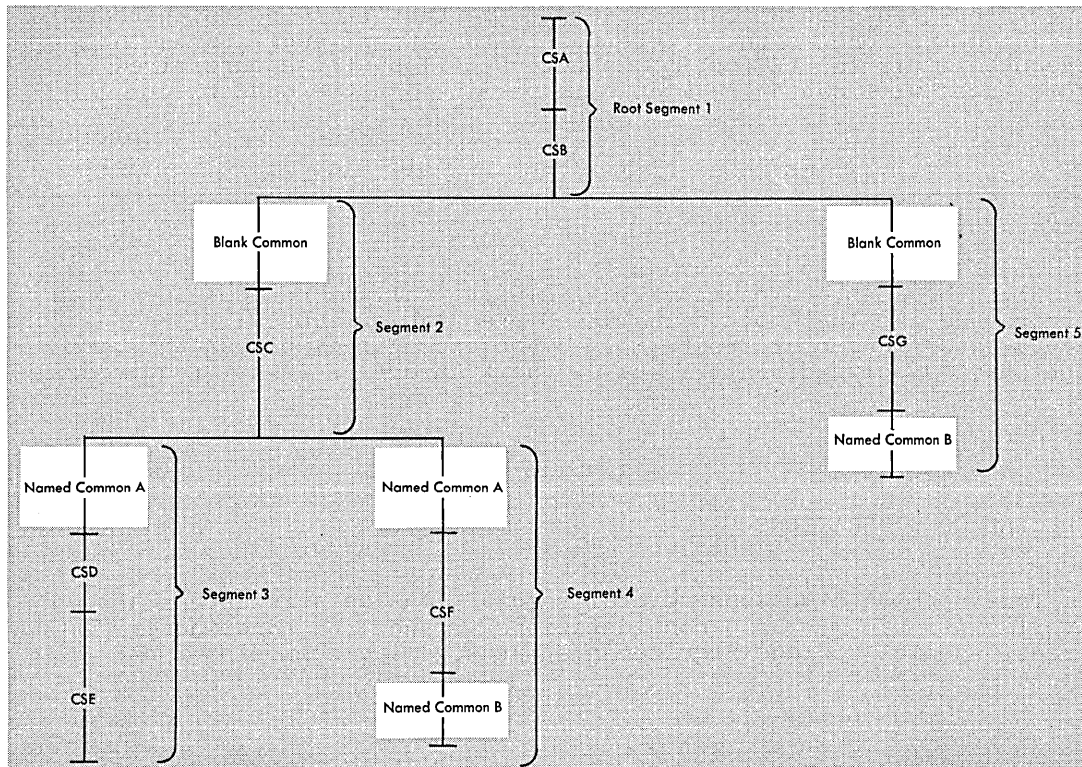 CSA
Root Segment 1
CSB
Blank Common
Segment 2
CSC
Blank Common
Segment 5
CSG
Named Common B
Named Common A
Segment 3
CSD
CSE
Named Common A
Segment 4
CSF
Named Common B